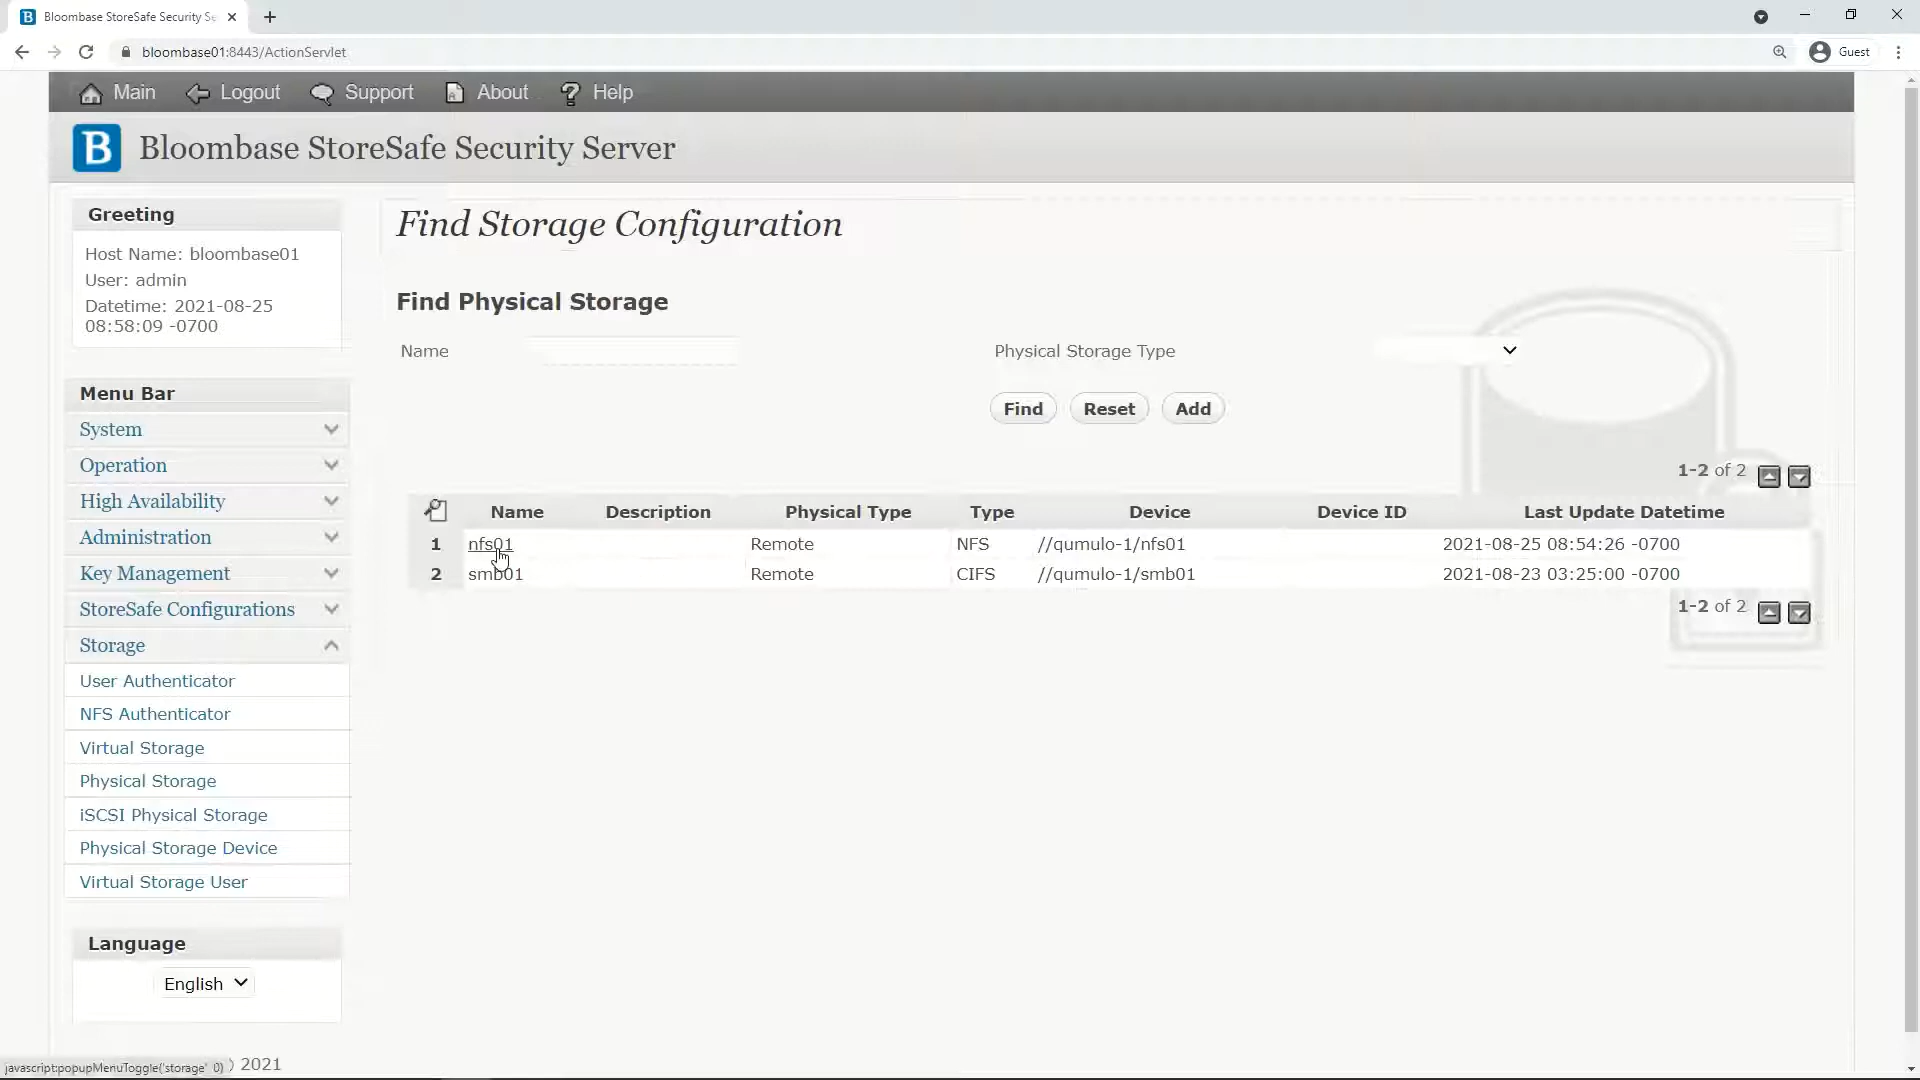 Bloombase StoreSafe Security Se
bloombase01:8443/ActionServlet
Guest
Main Logout Support About Help
B Bloombase StoreSafe Security Server
Greeting
Host Name: bloombase01
User: admin
Datetime: 2021-08-25
08:58:09 -0700
Menu Bar
System
Operation
High Availability
Administration
Key Management
StoreSafe Configurations
Storage
User Authenticator
NFS Authenticator
Virtual Storage
Physical Storage
iSCSI Physical Storage
Physical Storage Device
Virtual Storage User
Language
English
Find Storage Configuration
Find Physical Storage
Name Physical Storage Type
Find Reset Add
1-2 of 2
Name Description Physical Type Type Device Device ID Last Update Datetime
1 nfs01 Remote NFS //qumulo-1/nfs01 2021-08-25 08:54:26 -0700
2 smb01 Remote CIFS //qumulo-1/smb01 2021-08-23 03:25:00 -0700
1-2 of 2
javascript:popupMenuToggle('storage' 0) 2021